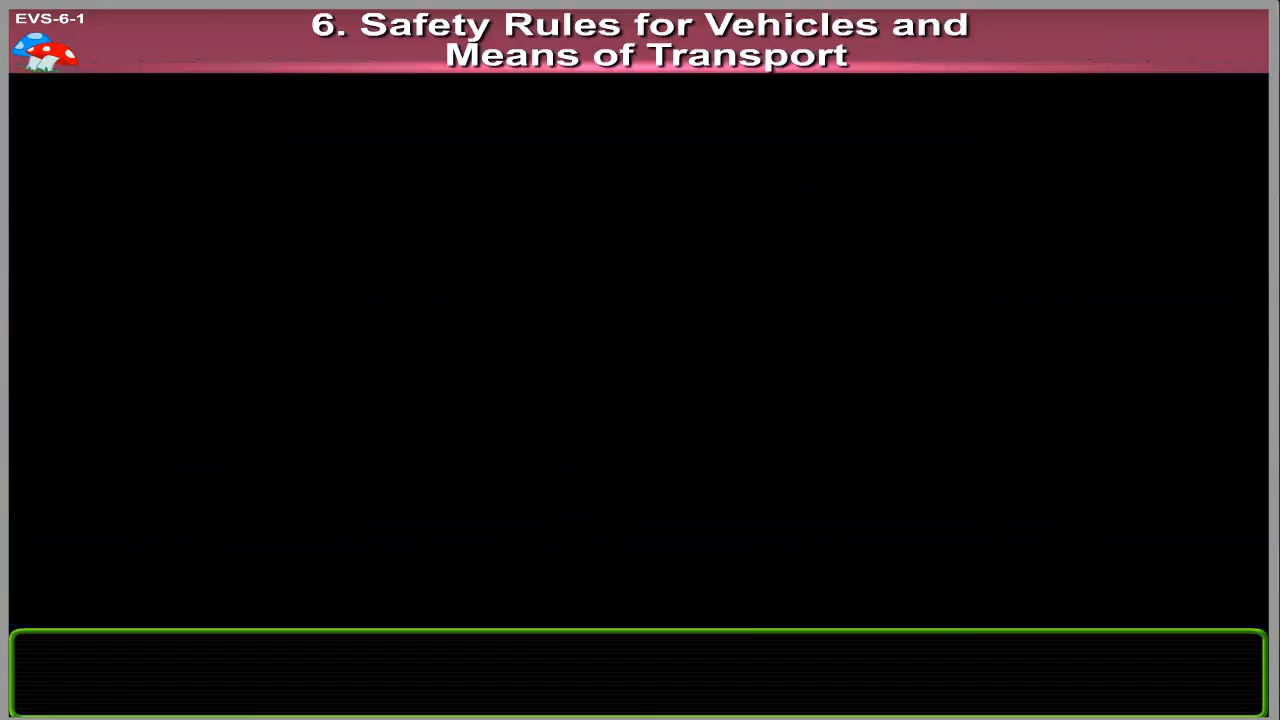 EVS-6-1
6. Safety Rules for Vehicles and
Means of Transport